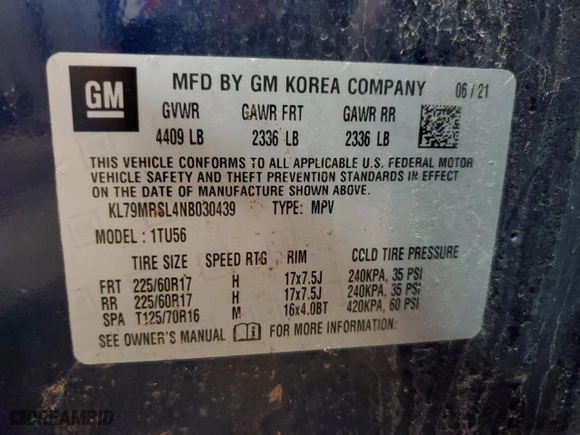 GM
MFD BY GM KOREA COMPANY 06 / 21
GVWR GAWR FRT GAWR RR
4409 LB 2336 LB 2336 LB
THIS VEHICLE CONFORMS TO ALL APPLICABLE U.S. FEDERAL MOTOR
VEHICLE SAFETY AND THEFT PREVENTION STANDARDS IN EFFECT
ON THE DATE OF MANUFACTURE SHOWN ABOVE.
KL79MRSL4NB030439 TYPE: MPV
MODEL: 1TU56
TIRE SIZE SPEED RTG RIM CCLD TIRE PRESSURE
FRT 225/60R17 H 17x7.5J 240KPA, 35 PSI
RR 225/60R17 H 17x7.5J 240KPA, 35 PSI
SPA T125/70R16 M 16x4.0BT 420KPA, 60 PSI
SEE OWNER'S MANUAL FOR MORE INFORMATION.
DREAMBID